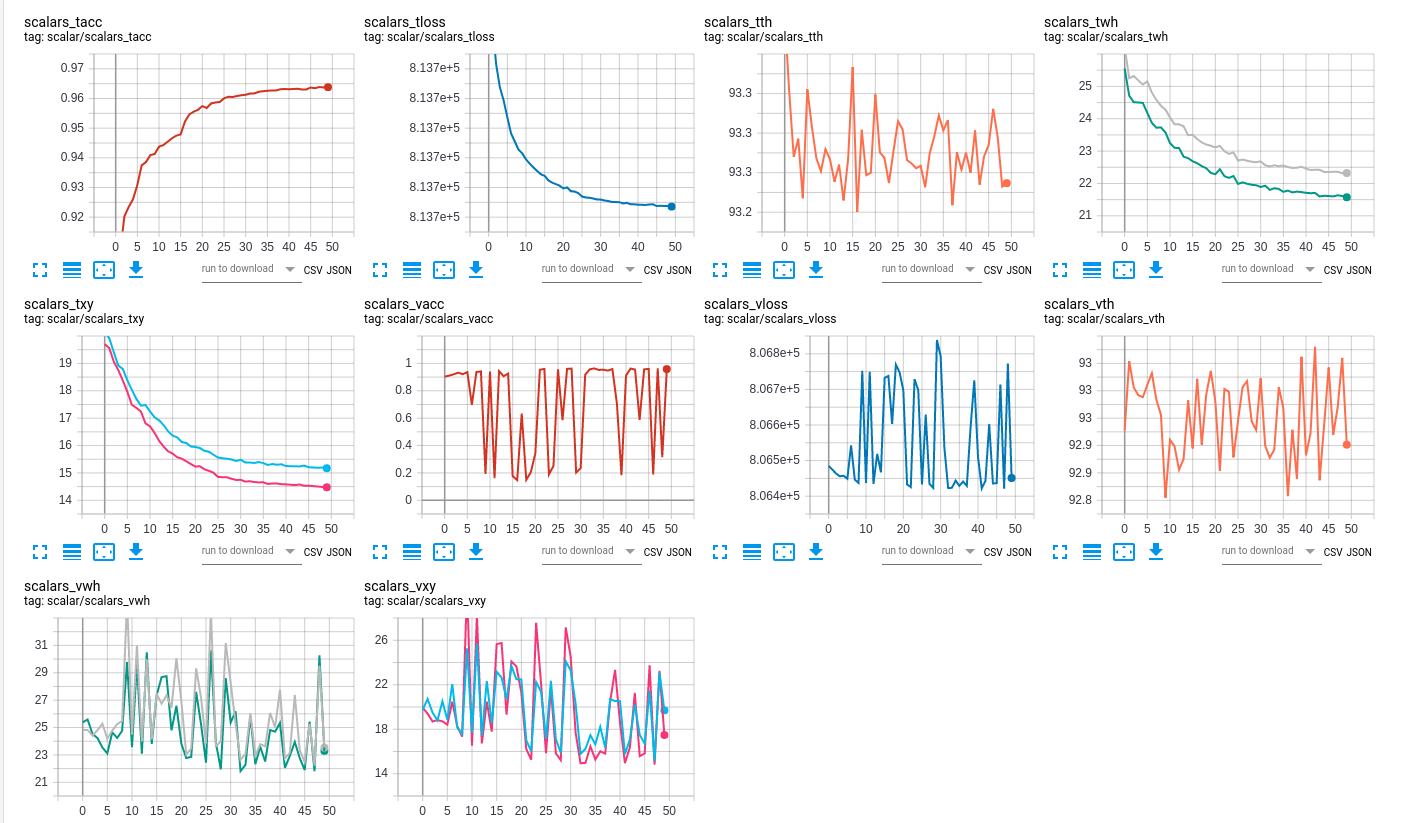 scalars_tacc
tag: scalar/scalars_tacc
0.97
0.96
0.95
0.94
0.93
0.92
0 5 10 15 20 25 30 35 40 45 50
run to download
CSV JSON
scalars_tloss
tag: scalar/scalars_tloss
8.137e+5
8.137e+5
8.137e+5
8.137e+5
8.137e+5
8.137e+5
0 10 20 30 40 50
run to download
CSV JSON
scalars_tth
tag: scalar/scalars_tth
93.3
93.3
93.3
93.2
0 5 10 15 20 25 30 35 40 45 50
run to download
CSV JSON
scalars_twh
tag: scalar/scalars_twh
25
24
23
22
21
0 5 10 15 20 25 30 35 40 45 50
run to download
CSV JSON
scalars_txy
tag: scalar/scalars_txy
19
18
17
16
15
14
0 5 10 15 20 25 30 35 40 45 50
run to download
CSV JSON
scalars_vacc
tag: scalar/scalars_vacc
1
0.8
0.6
0.4
0.2
0
0 5 10 15 20 25 30 35 40 45 50
run to download
CSV JSON
scalars_vloss
tag: scalar/scalars_vloss
8.068e+5
8.067e+5
8.066e+5
8.065e+5
8.064e+5
0 10 20 30 40 50
run to download
CSV JSON
scalars_vth
tag: scalar/scalars_vth
93
93
93
92.9
92.9
92.8
0 5 10 15 20 25 30 35 40 45 50
run to download
CSV JSON
scalars_vwh
tag: scalar/scalars_vwh
31
29
27
25
23
21
0 5 10 15 20 25 30 35 40 45 50
scalars_vxy
tag: scalar/scalars_vxy
26
22
18
14
0 5 10 15 20 25 30 35 40 45 50